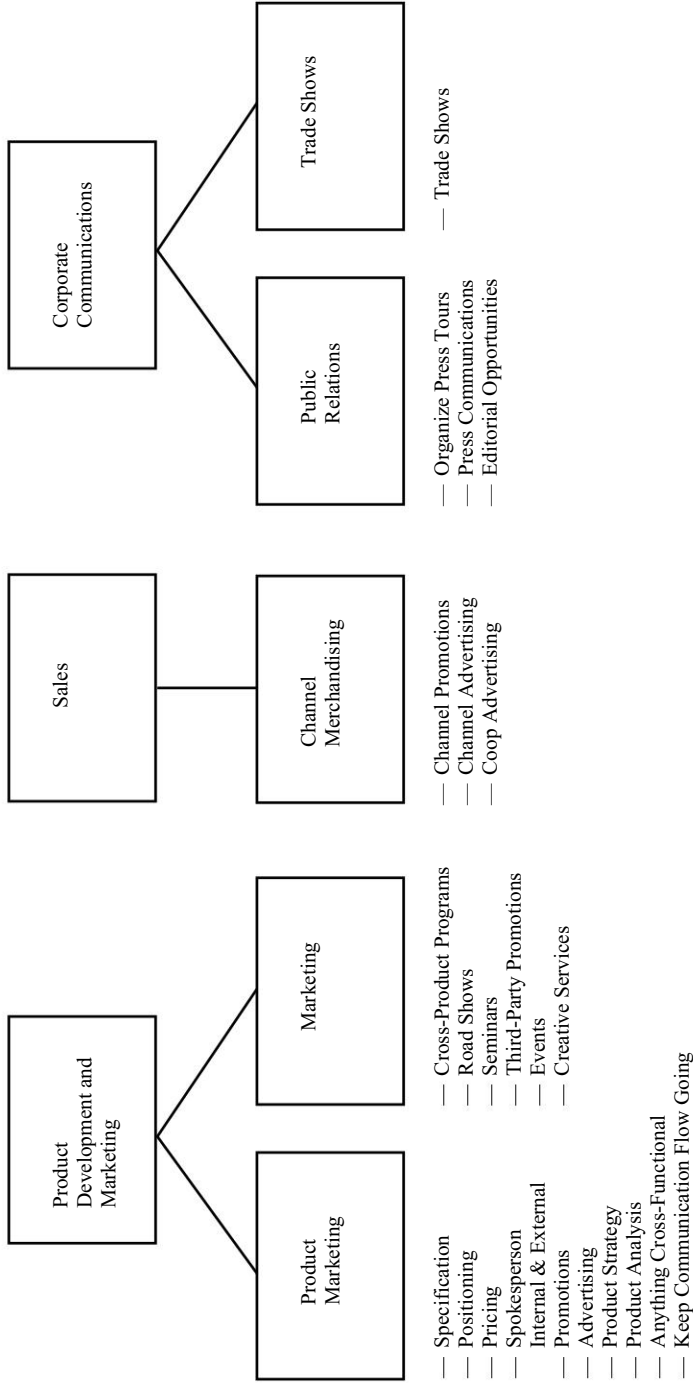 Product
Development and
Marketing
Sales
Corporate
Communications
Product
Marketing
Marketing
Channel
Merchandising
Public
Relations
Trade Shows
— Specification
— Positioning
— Pricing
— Spokesperson
Internal & External
— Promotions
— Advertising
— Product Strategy
— Product Analysis
— Anything Cross-Functional
— Keep Communication Flow Going
— Cross-Product Programs
— Road Shows
— Seminars
— Third-Party Promotions
— Events
— Creative Services
— Channel Promotions
— Channel Advertising
— Coop Advertising
— Organize Press Tours
— Press Communications
— Editorial Opportunities
— Trade Shows